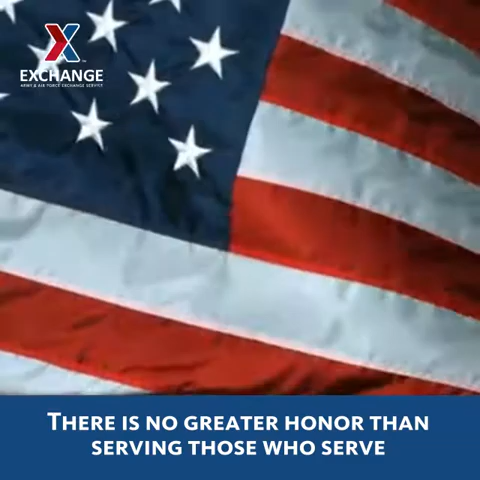 X
EXCHANGE
ARMY & AIR FORCE EXCHANGE SERVICE
THERE IS NO GREATER HONOR THAN
SERVING THOSE WHO SERVE